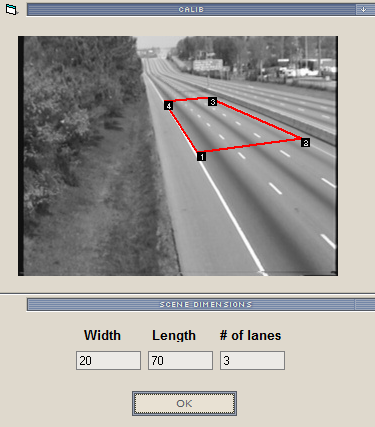 CALIB
4
3
2
1
SCENE DIMENSIONS
Width Length # of lanes
20 70 3
OK